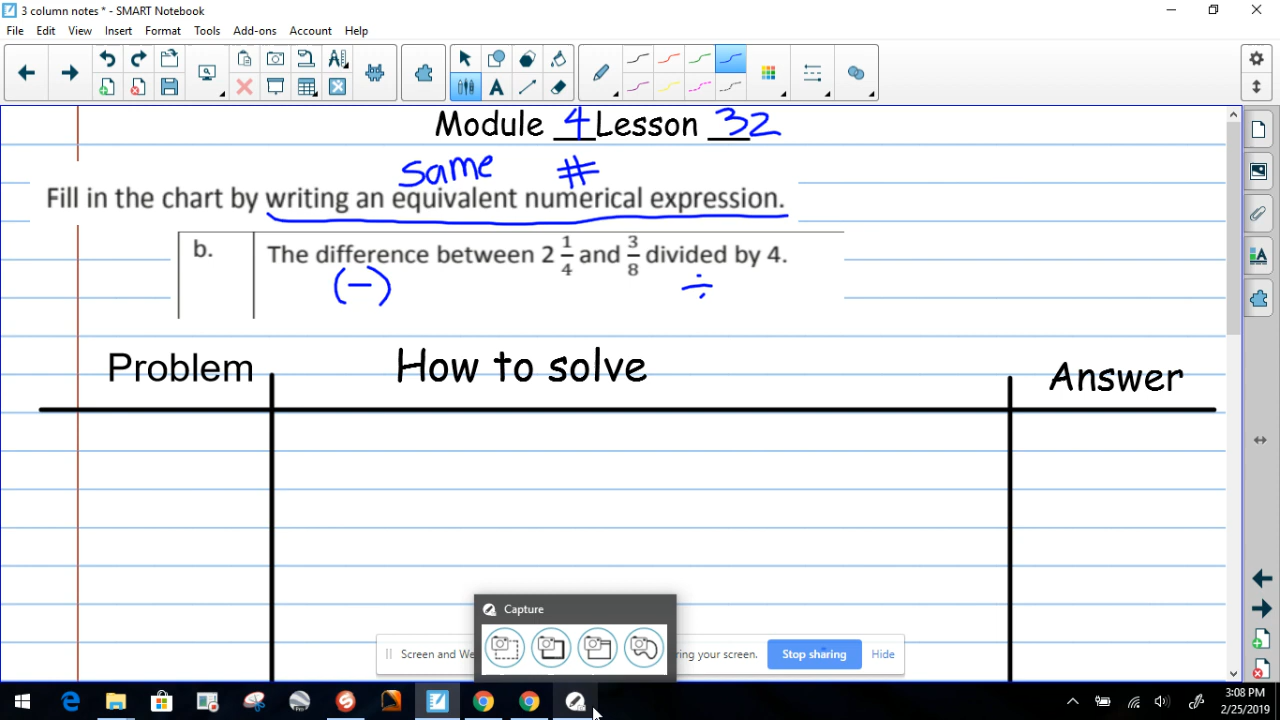 3 column notes * - SMART Notebook
File Edit View Insert Format Tools Add-ons Account Help
Module 4 Lesson 32
same #
Fill in the chart by writing an equivalent numerical expression.
b. The difference between 2 1/4 and 3/8 divided by 4.
(−) ÷
Problem How to solve Answer
Capture
Screen and We ring your screen. Stop sharing Hide
3:08 PM
2/25/2019